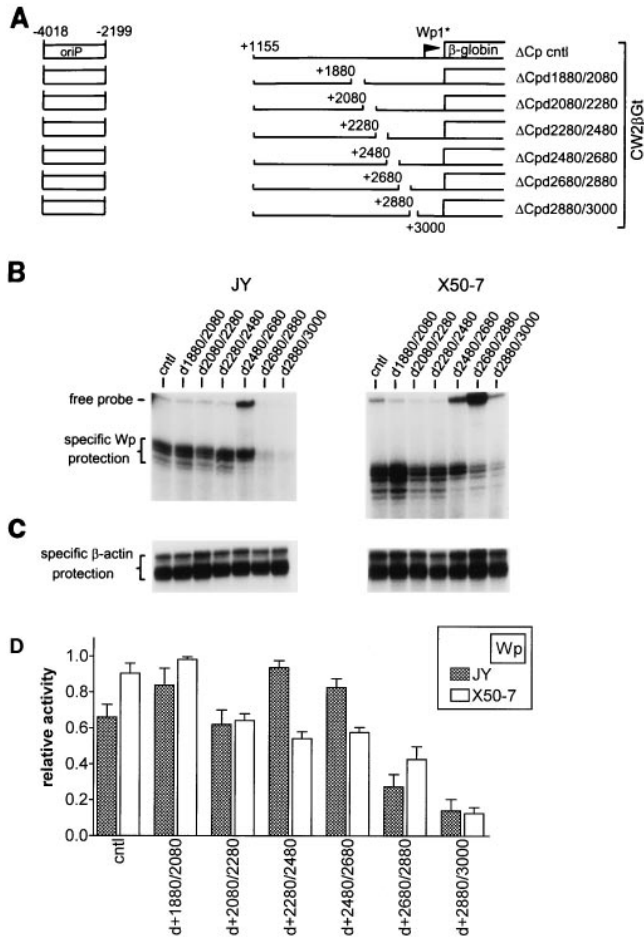 A
-4018 -2199
oriP
Wp1*
+1155 β-globin ΔCp cntl
+1880 ΔCpd1880/2080
+2080 ΔCpd2080/2280
+2280 ΔCpd2280/2480
+2480 ΔCpd2480/2680
+2680 ΔCpd2680/2880
+2880 ΔCpd2880/3000
+3000
CW2βGt
B
JY X50-7
cntl
d1880/2080
d2080/2280
d2280/2480
d2480/2680
d2680/2880
d2880/3000
cntl
d1880/2080
d2080/2280
d2280/2480
d2480/2680
d2680/2880
d2880/3000
free probe
specific Wp
protection
C
specific β-actin
protection
D
Wp
JY
X50-7
relative activity
1.0
0.8
0.6
0.4
0.2
0.0
cntl
d+1880/2080
d+2080/2280
d+2280/2480
d+2480/2680
d+2680/2880
d+2880/3000